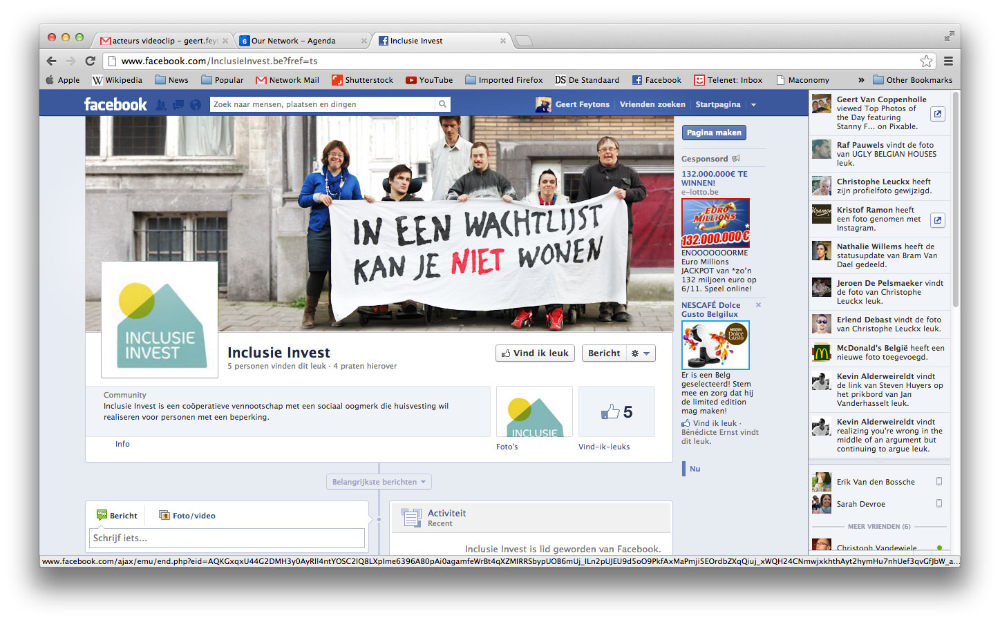 acteurs videoclip – geert.feyt
Our Network – Agenda
Inclusie Invest
www.facebook.com/InclusieInvest.be?fref=ts
Apple
Wikipedia
News
Popular
Network Mail
Shutterstock
YouTube
Imported Firefox
DS De Standaard
Facebook
Telenet: Inbox
Maconomy
»
Other Bookmarks
facebook
Zoek naar mensen, plaatsen en dingen
Geert Feytons
Vrienden zoeken
Startpagina
IN EEN WACHTLIJST
KAN JE NIET WONEN
INCLUSIE
INVEST
Inclusie Invest
5 personen vinden dit leuk · 4 praten hierover
Vind ik leuk
Bericht
Community
Inclusie Invest is een coöperatieve vennootschap met een sociaal oogmerk die huisvesting wil
realiseren voor personen met een beperking.
Info
INCLUSIE
Foto's
5
Vind-ik-leuks
Belangrijkste berichten
Bericht
Foto/video
Schrijf iets...
Activiteit
Recent
Inclusie Invest is lid geworden van Facebook.
Pagina maken
Gesponsord
132.000.000€ TE
WINNEN!
e-lotto.be
EURO
MILLIONS
132.000.000 €
ENOOOOOOORME
Euro Millions
JACKPOT van *zo'n
132 miljoen euro op
6/11. Speel online!
NESCAFÉ Dolce
Gusto Belgilux
NESCAFÉ
Dolce
Gusto
Er is een Belg
geselecteerd! Stem
mee en zorg dat hij
de limited edition
mag maken!
Vind ik leuk ·
Bénédicte Ernst vindt
dit leuk.
Nu
Geert Van Coppenholle
viewed Top Photos of
the Day featuring
Stanny F... on Pixable.
Raf Pauwels vindt de foto
van UGLY BELGIAN HOUSES
leuk.
Christophe Leuckx heeft
zijn profielfoto gewijzigd.
Kramon
Kristof Ramon heeft
een foto genomen met
Instagram.
Nathalie Willems heeft de
statusupdate van Bram Van
Dael gedeeld.
Jeroen De Pelsmaeker vindt
de foto van Christophe
Leuckx leuk.
Erlend Debast vindt de foto
van Christophe Leuckx leuk.
McDonald's België heeft een
nieuwe foto toegevoegd.
Kevin Alderweireldt vindt
de link van Steven Huyers op
het prikbord van Jan
Vanderhasselt leuk.
Kevin Alderweireldt vindt
realizing you're wrong in the
middle of an argument but
continuing to argue leuk.
Erik Van den Bossche
Sarah Devroe
MEER VRIENDEN (6)
Christoph Vandewiele